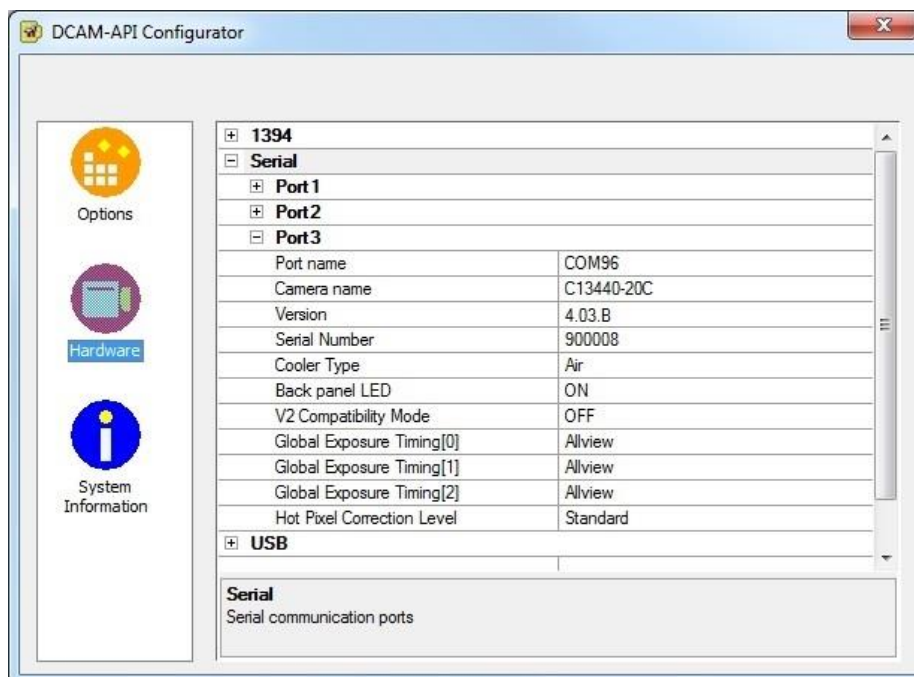 DCAM-API Configurator
Options
Hardware
System
Information
1394
Serial
Port1
Port2
Port3
Port name COM96
Camera name C13440-20C
Version 4.03.B
Serial Number 900008
Cooler Type Air
Back panel LED ON
V2 Compatibility Mode OFF
Global Exposure Timing[0] Allview
Global Exposure Timing[1] Allview
Global Exposure Timing[2] Allview
Hot Pixel Correction Level Standard
USB
Serial
Serial communication ports